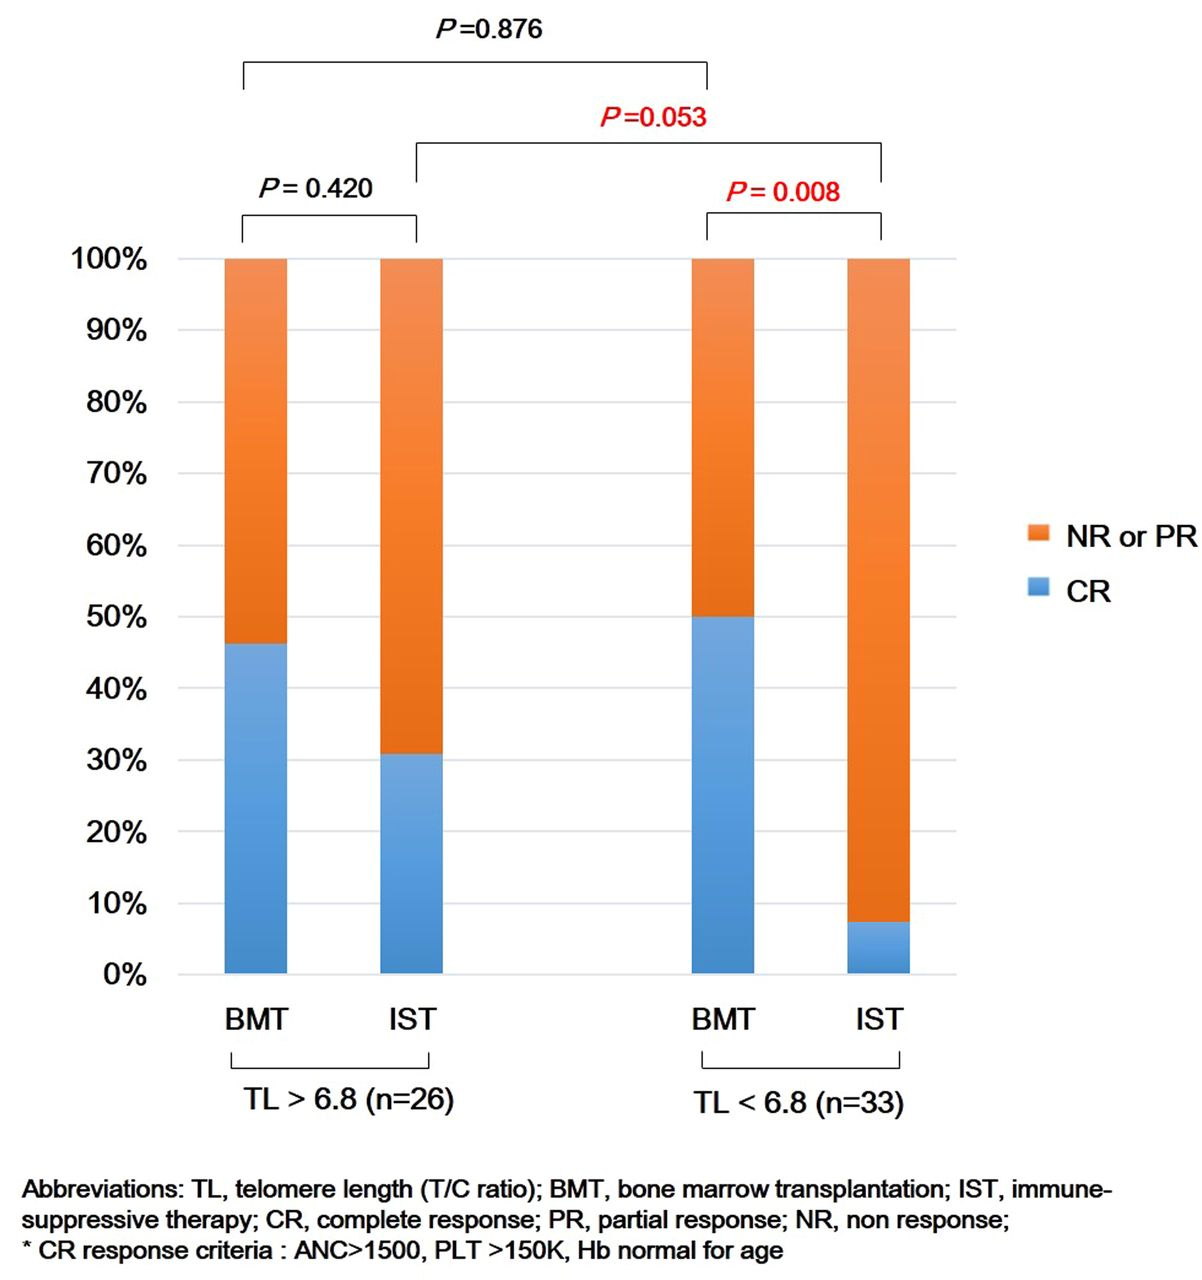 P=0.876
P=0.053
P= 0.420
P= 0.008
100%
90%
80%
70%
60%
50%
40%
30%
20%
10%
0%
NR or PR
CR
BMT IST BMT IST
TL > 6.8 (n=26) TL < 6.8 (n=33)
Abbreviations: TL, telomere length (T/C ratio); BMT, bone marrow transplantation; IST, immune-
suppressive therapy; CR, complete response; PR, partial response; NR, non response;
* CR response criteria : ANC>1500, PLT >150K, Hb normal for age